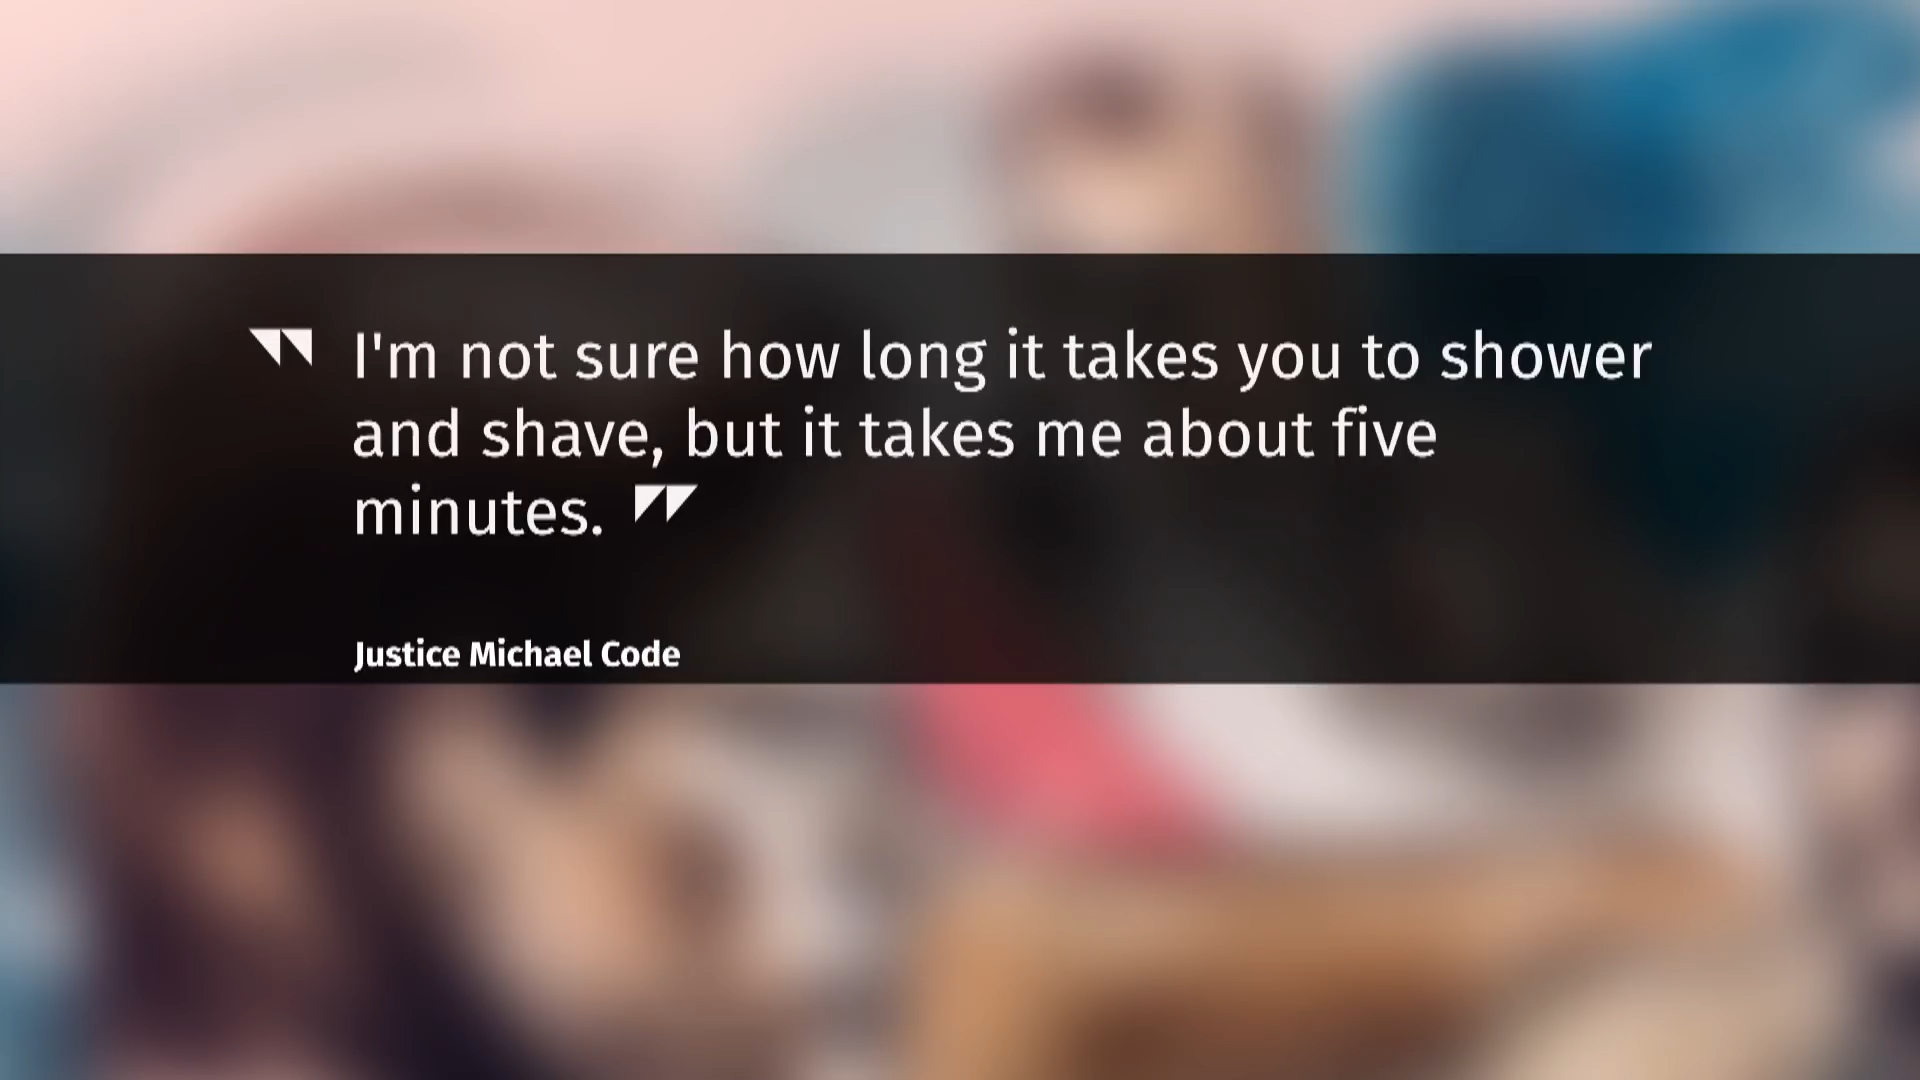 I'm not sure how long it takes you to shower
and shave, but it takes me about five
minutes.
Justice Michael Code